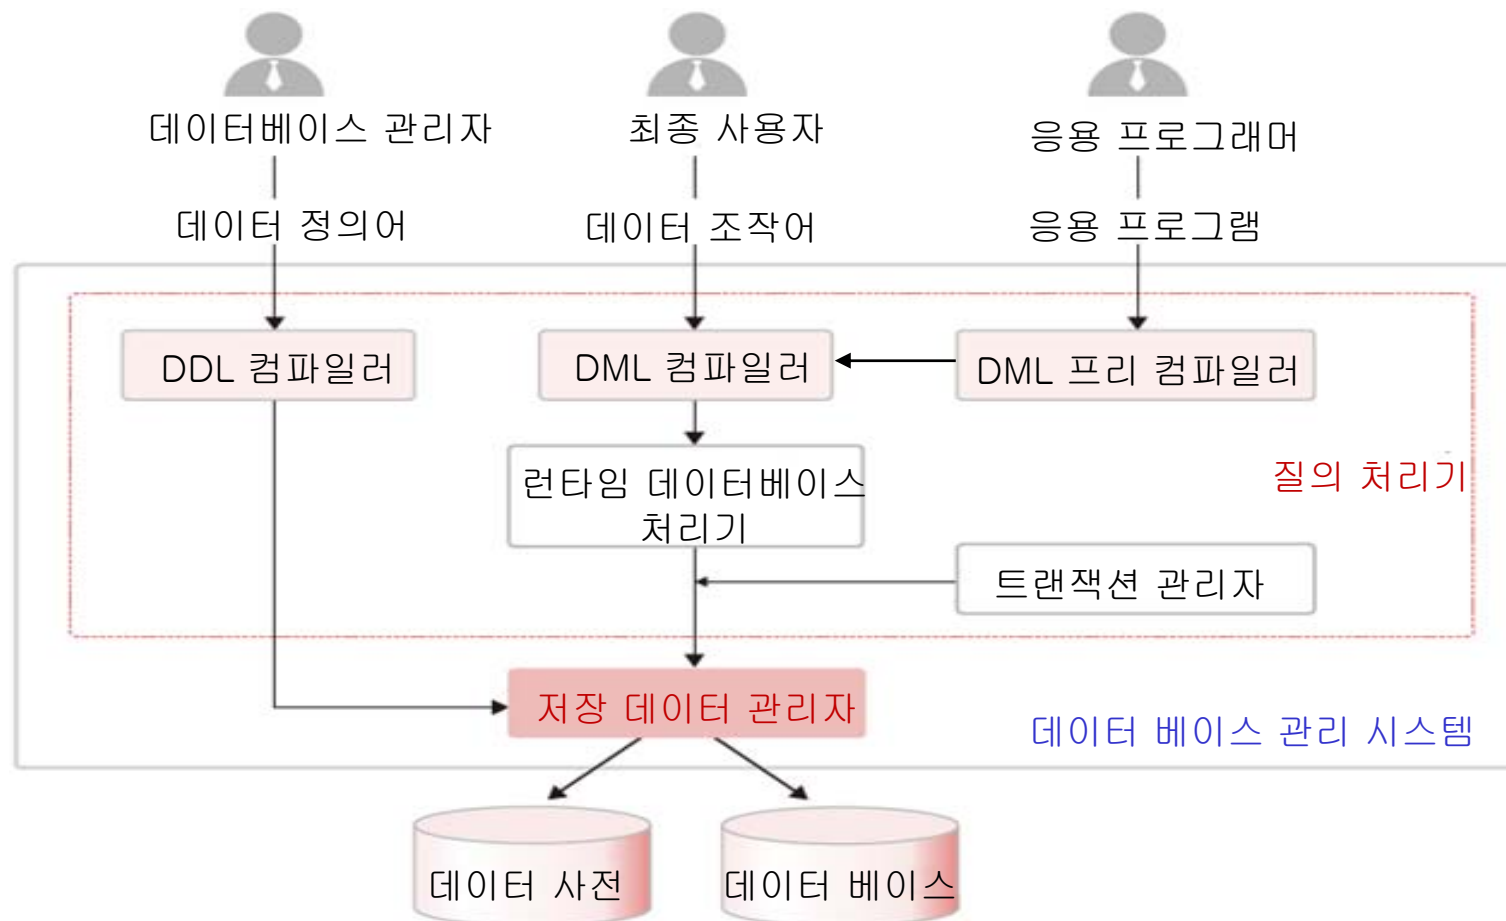 데이터베이스 관리자
최종 사용자
응용 프로그래머
데이터 정의어
데이터 조작어
응용 프로그램
DDL 컴파일러
DML 컴파일러
DML 프리 컴파일러
런타임 데이터베이스
처리기
질의 처리기
트랜잭션 관리자
저장 데이터 관리자
데이터 베이스 관리 시스템
데이터 사전
데이터 베이스